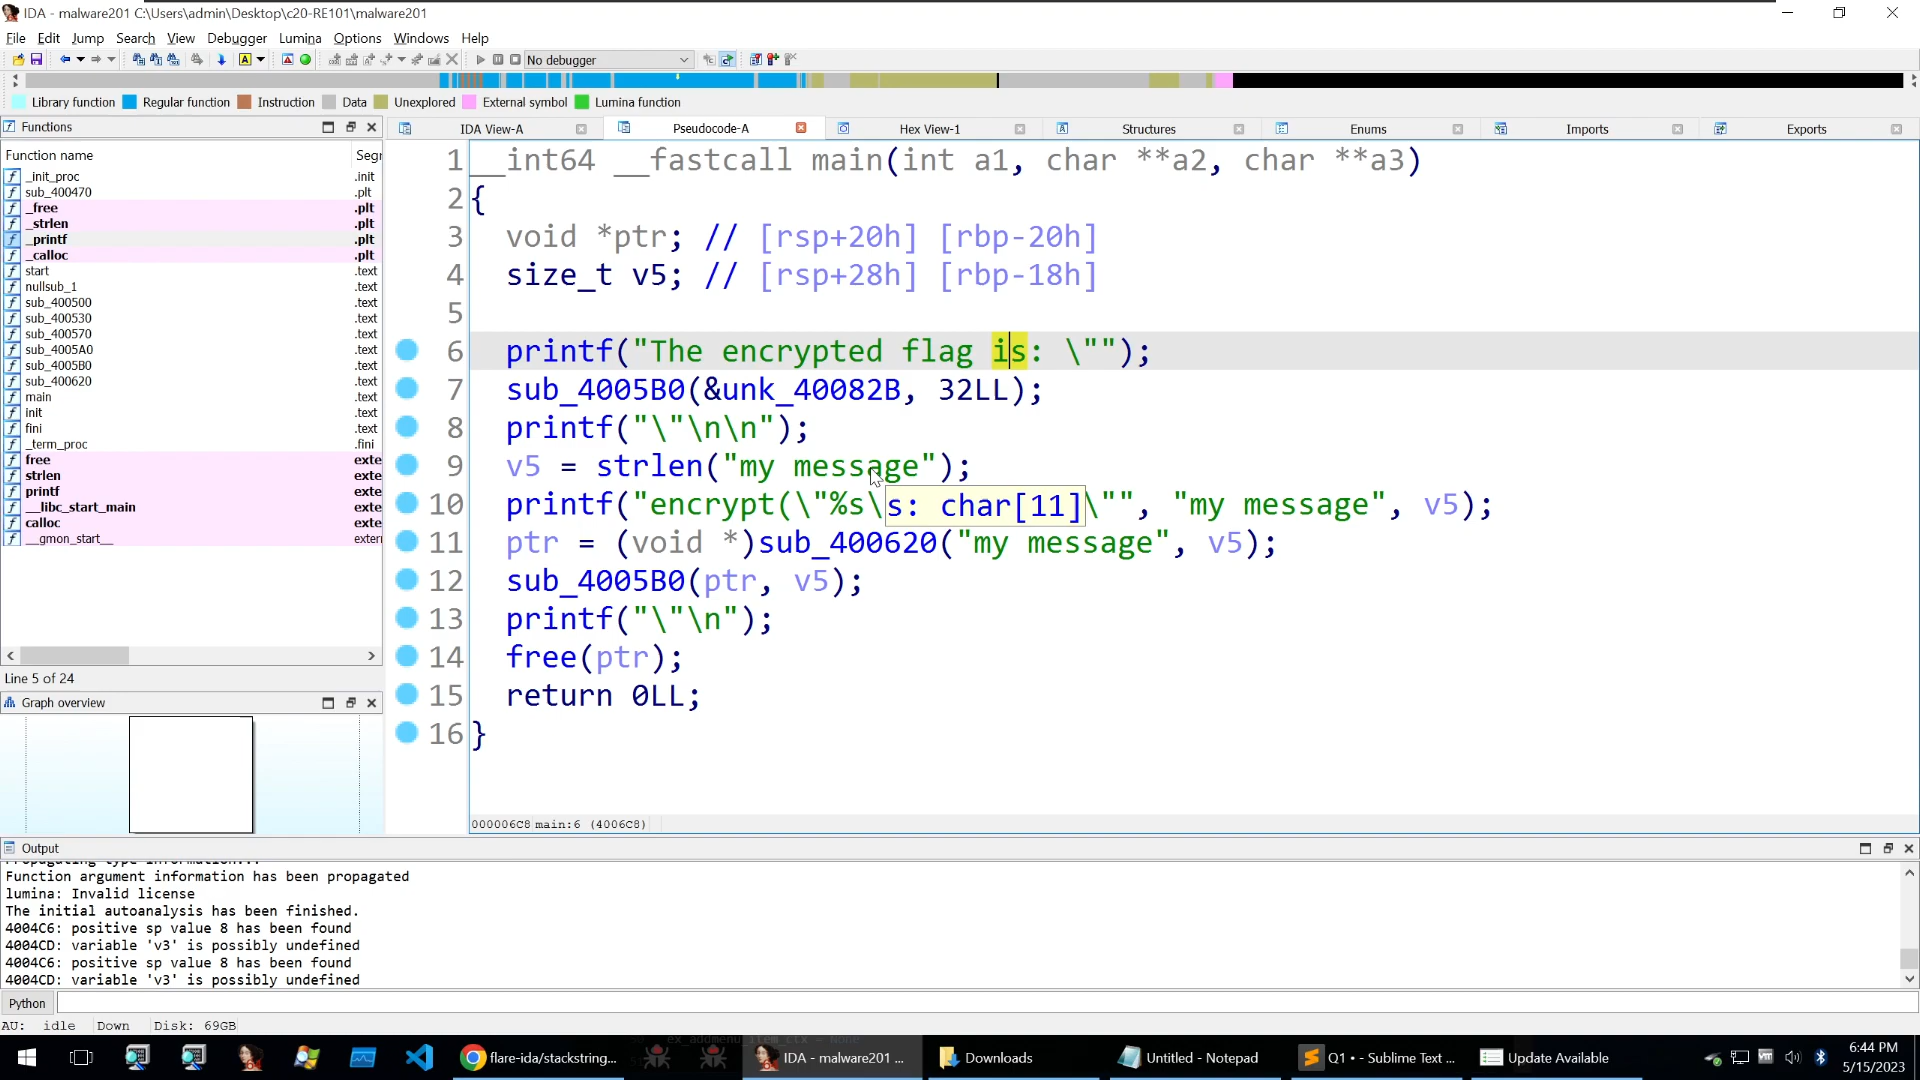 IDA - malware201 C:\Users\admin\Desktop\c20-RE101\malware201
File Edit Jump Search View Debugger Lumina Options Windows Help
No debugger
Library function Regular function Instruction Data Unexplored External symbol Lumina function
Functions
Function name Segr
_init_proc .init
sub_400470 .plt
_free .plt
_strlen .plt
_printf .plt
_calloc .plt
start .text
nullsub_1 .text
sub_400500 .text
sub_400530 .text
sub_400570 .text
sub_4005A0 .text
sub_4005B0 .text
sub_400620 .text
main .text
init .text
fini .text
_term_proc .fini
free exte
strlen exte
printf exte
__libc_start_main exte
calloc exte
__gmon_start__ exter
Line 5 of 24
Graph overview
IDA View-A Pseudocode-A Hex View-1 Structures Enums Imports Exports
1 __int64 __fastcall main(int a1, char **a2, char **a3)
2 {
3 void *ptr; // [rsp+20h] [rbp-20h]
4 size_t v5; // [rsp+28h] [rbp-18h]
5
6 printf("The encrypted flag is: \"");
7 sub_4005B0(&unk_40082B, 32LL);
8 printf("\"\n\n");
9 v5 = strlen("my message");
10 printf("encrypt(\"%s\ s: char[11] \"", "my message", v5);
11 ptr = (void *)sub_400620("my message", v5);
12 sub_4005B0(ptr, v5);
13 printf("\"\n");
14 free(ptr);
15 return 0LL;
16 }
000006C8 main:6 (4006C8)
Output
Propagating type information...
Function argument information has been propagated
lumina: Invalid license
The initial autoanalysis has been finished.
4004C6: positive sp value 8 has been found
4004CD: variable 'v3' is possibly undefined
4004C6: positive sp value 8 has been found
4004CD: variable 'v3' is possibly undefined
Python
AU: idle Down Disk: 69GB
flare-ida/stackstring... IDA - malware201 ... Downloads Untitled - Notepad Q1 • - Sublime Text ... Update Available
6:44 PM
5/15/2023